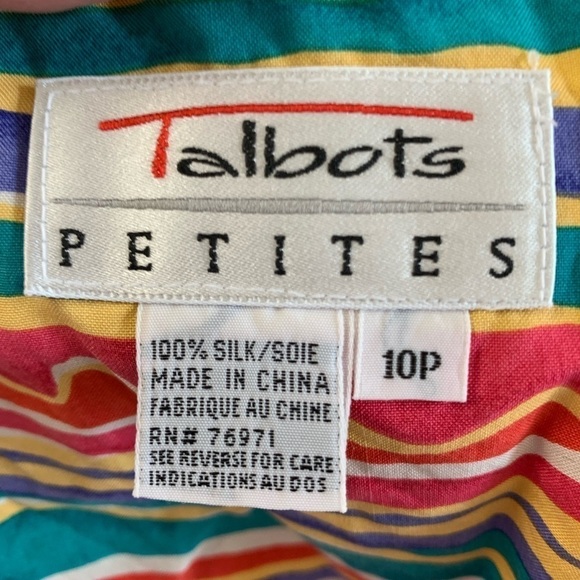 Talbots
PETITES
100% SILK/SOIE
MADE IN CHINA
FABRIQUE AU CHINE
RN# 76971
SEE REVERSE FOR CARE
INDICATIONS AU DOS
10P